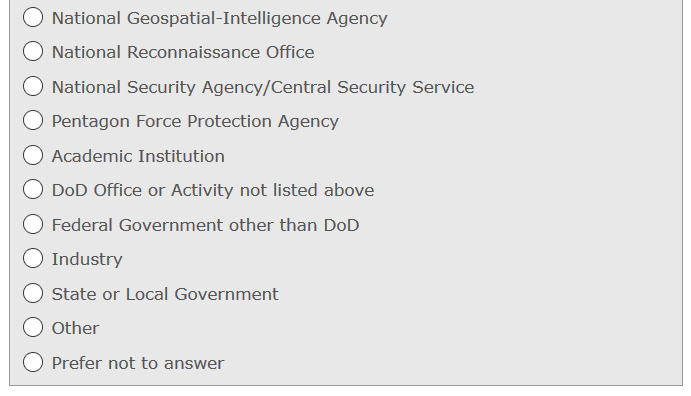 National Geospatial-Intelligence Agency
National Reconnaissance Office
National Security Agency/Central Security Service
Pentagon Force Protection Agency
Academic Institution
DoD Office or Activity not listed above
Federal Government other than DoD
Industry
State or Local Government
Other
Prefer not to answer